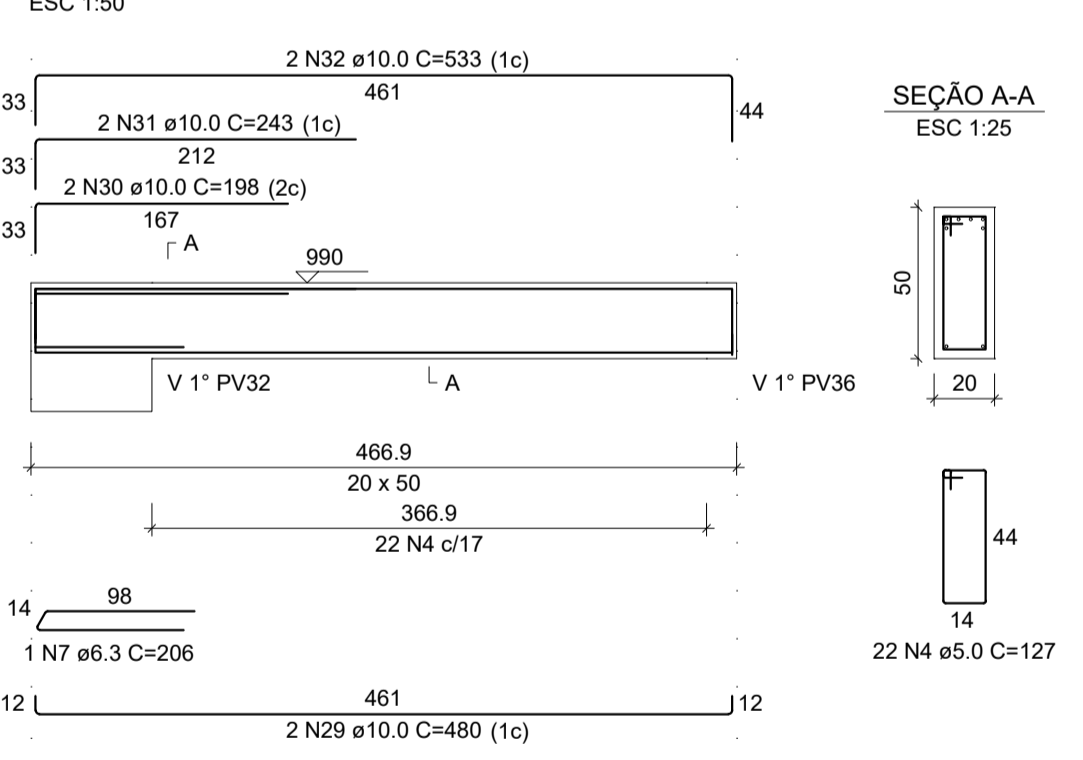 ESC 1:50
2 N32 ø10.0 C=533 (1c)
33
461
44
2 N31 ø10.0 C=243 (1c)
33
212
2 N30 ø10.0 C=198 (2c)
33
167
A
990
V 1° PV32
A
V 1° PV36
466.9
20 x 50
366.9
22 N4 c/17
14
98
1 N7 ø6.3 C=206
12
461
12
2 N29 ø10.0 C=480 (1c)
SEÇÃO A-A
ESC 1:25
50
20
44
14
22 N4 ø5.0 C=127